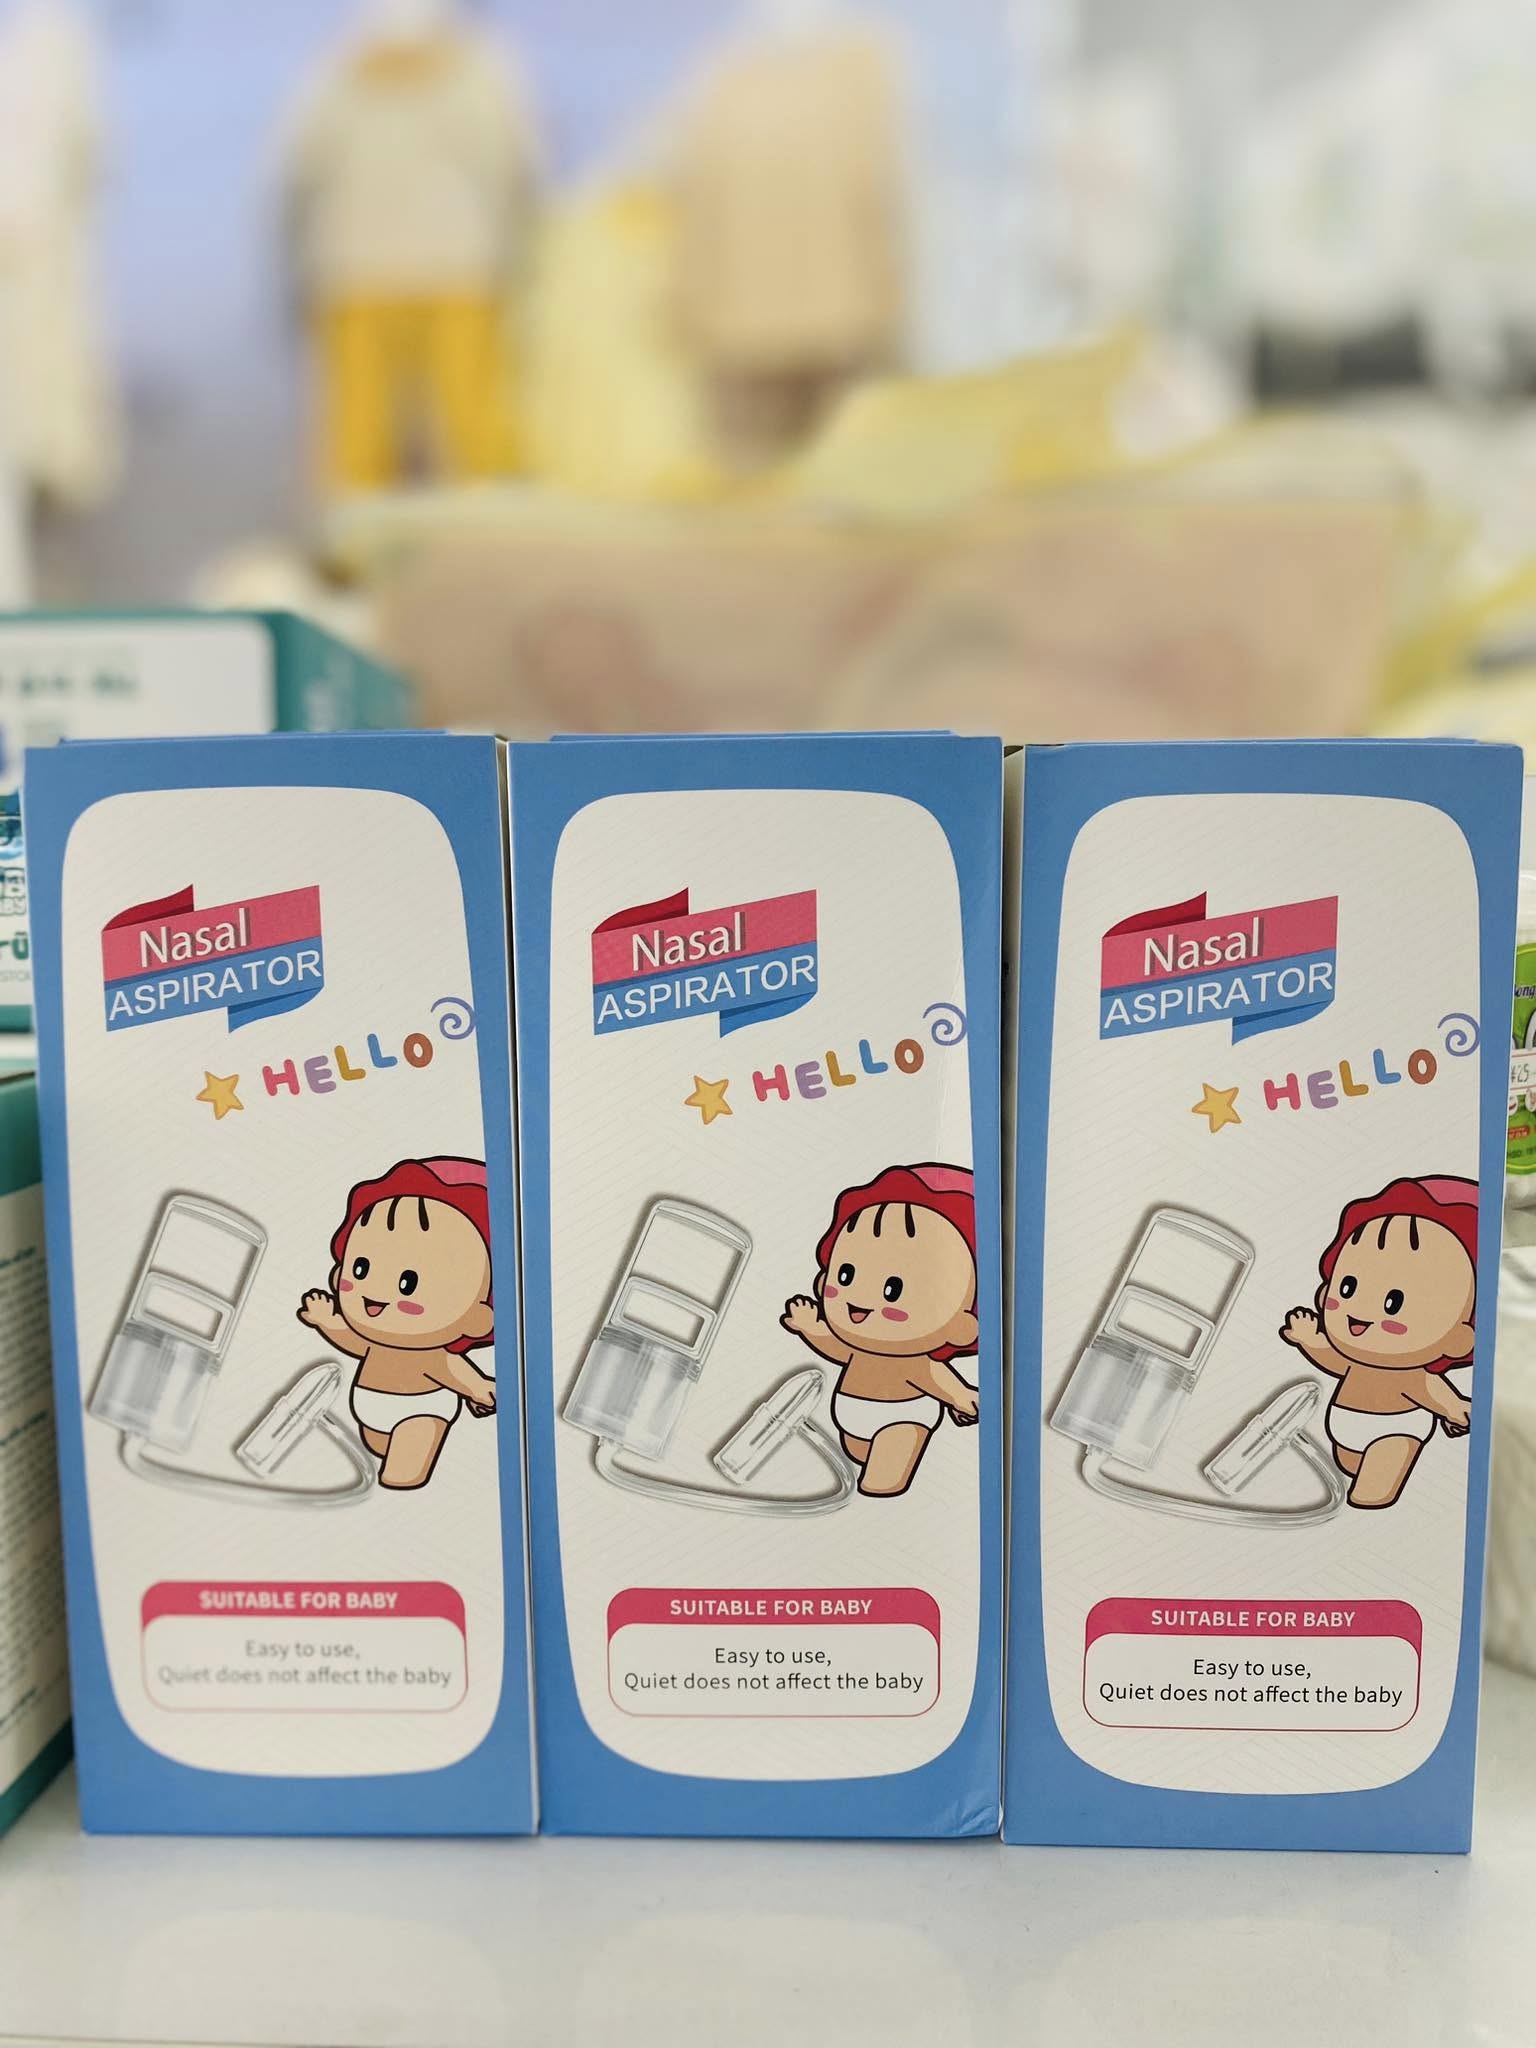 Nasal
ASPIRATOR
HELLO
SUITABLE FOR BABY
Easy to use,
Quiet does not affect the baby
Nasal
ASPIRATOR
HELLO
SUITABLE FOR BABY
Easy to use,
Quiet does not affect the baby
Nasal
ASPIRATOR
HELLO
SUITABLE FOR BABY
Easy to use,
Quiet does not affect the baby